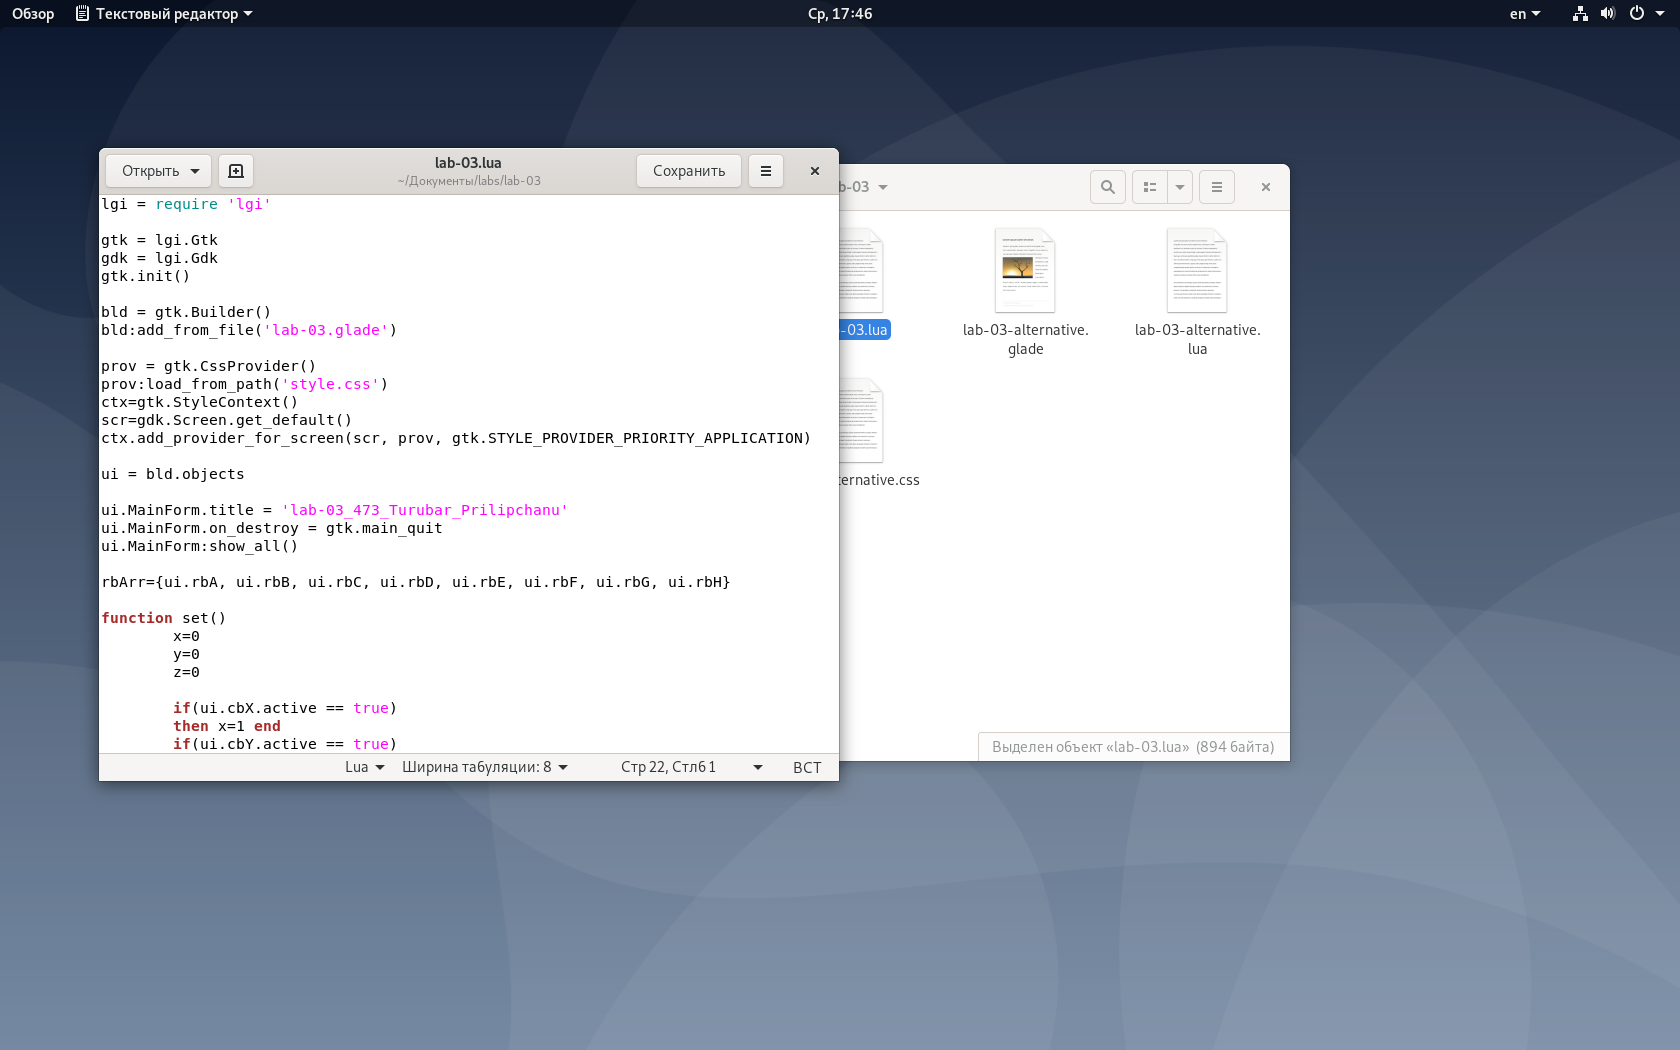 Обзор
Текстовый редактор
Ср, 17:46
en
Открыть
lab-03.lua
~/Документы/labs/lab-03
Сохранить
lgi = require 'lgi'
gtk = lgi.Gtk
gdk = lgi.Gdk
gtk.init()
bld = gtk.Builder()
bld:add_from_file('lab-03.glade')
prov = gtk.CssProvider()
prov:load_from_path('style.css')
ctx=gtk.StyleContext()
scr=gdk.Screen.get_default()
ctx.add_provider_for_screen(scr, prov, gtk.STYLE_PROVIDER_PRIORITY_APPLICATION)
ui = bld.objects
ui.MainForm.title = 'lab-03_473_Turubar_Prilipchanu'
ui.MainForm.on_destroy = gtk.main_quit
ui.MainForm:show_all()
rbArr={ui.rbA, ui.rbB, ui.rbC, ui.rbD, ui.rbE, ui.rbF, ui.rbG, ui.rbH}
function set()
x=0
y=0
z=0
if(ui.cbX.active == true)
then x=1 end
if(ui.cbY.active == true)
Lua
Ширина табуляции: 8
Стр 22, Стлб 1
ВСТ
b-03
-03.lua
lab-03-alternative.
glade
lab-03-alternative.
lua
ternative.css
Выделен объект «lab-03.lua» (894 байта)